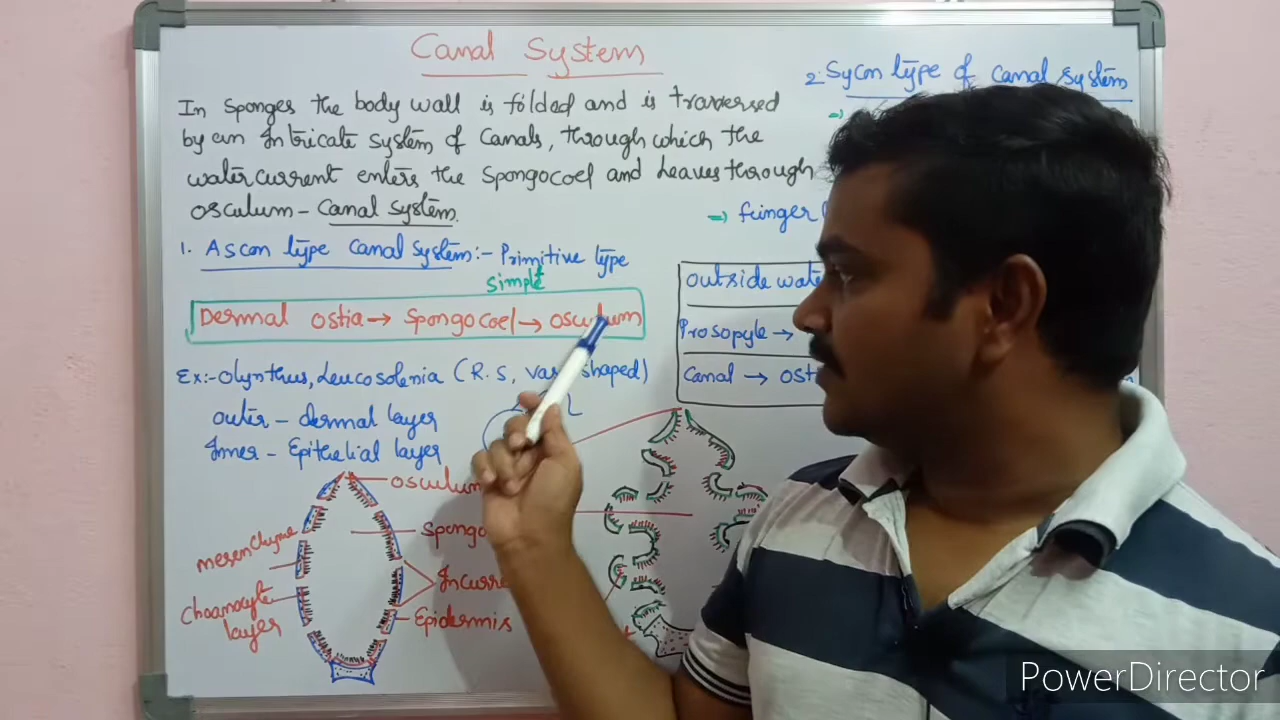 Canal System
In Sponges the body wall is folded and is traversed
by an Intricate system of Canals, through which the
water current enters the Spongocoel and Leaves through
osculum - Canal system.
1. Ascon type Canal System:- Primitive type
Simple
Dermal ostia → Spongocoel → osculum
Ex:- Olynthus, Leucosolenia (R.S, vase shaped)
outer - dermal layer
Inner - Epithelial layer
osculum
mesenchyme
Choanocyte
layer
Epidermis
2. Sycon type of canal system
outside
Prosopyle →
Canal →
PowerDirector